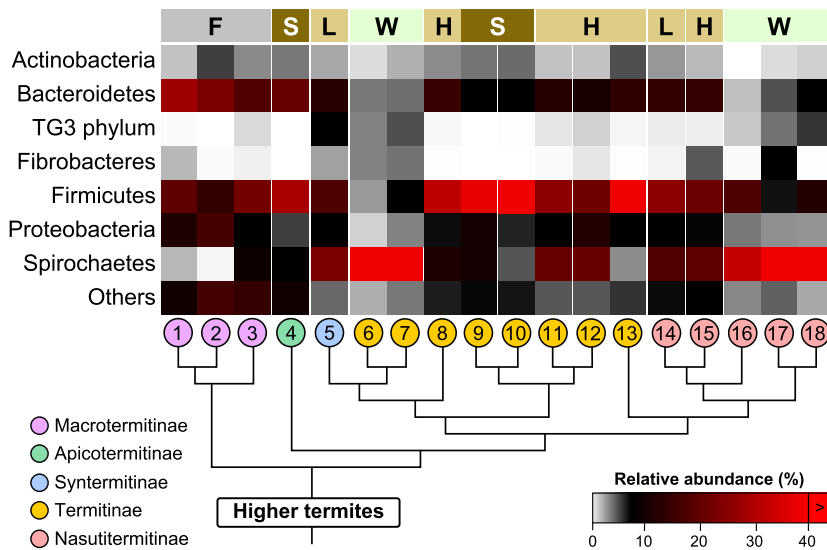 F S L W H S H L H W
Actinobacteria
Bacteroidetes
TG3 phylum
Fibrobacteres
Firmicutes
Proteobacteria
Spirochaetes
Others
1 2 3 4 5 6 7 8 9 10 11 12 13 14 15 16 17 18
Macrotermitinae
Apicotermitinae
Syntermitinae
Termitinae
Nasutitermitinae
Higher termites
Relative abundance (%)
>
0 10 20 30 40